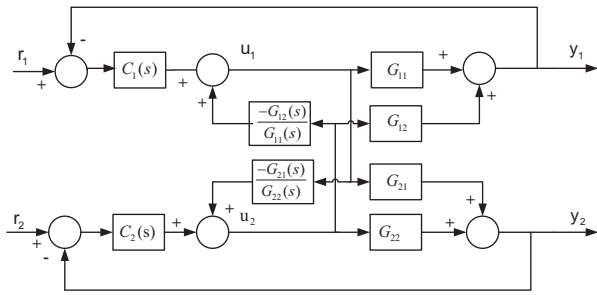 r₁ + - C₁(s) + + u₁ G₁₁ + + y₁
-G₁₂(s)
G₁₁(s)
G₁₂
-G₂₁(s)
G₂₂(s)
G₂₁
r₂ + - C₂(s) + + u₂ G₂₂ + + y₂